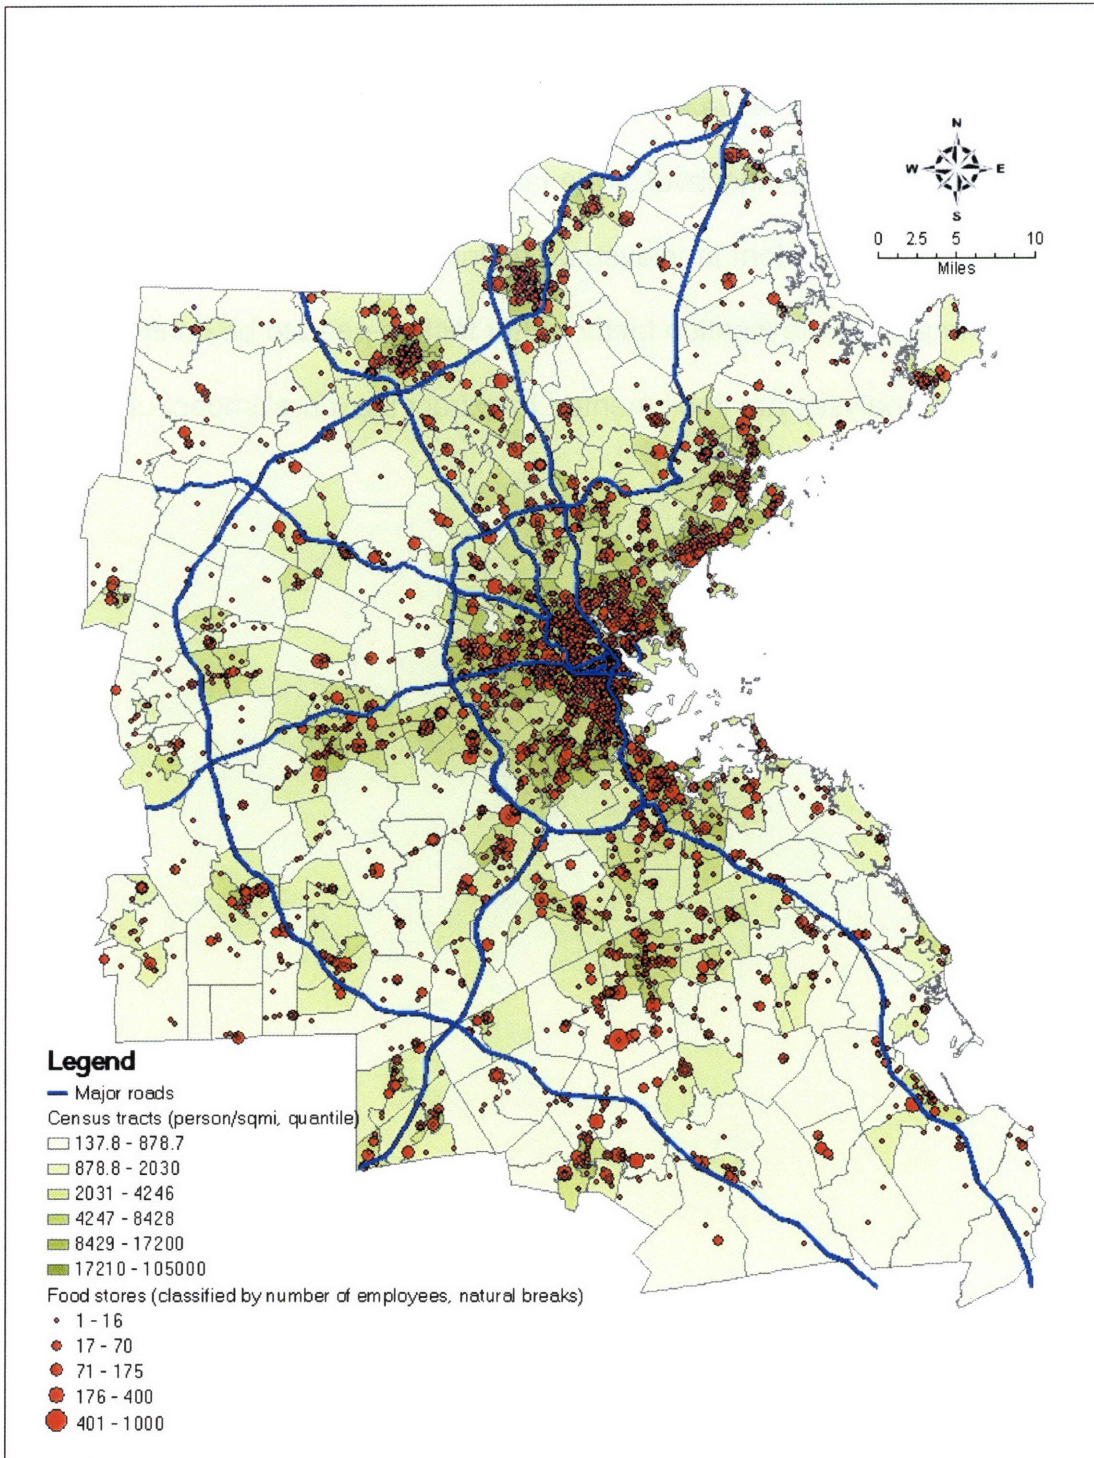 N
W E
S
0 2.5 5 10
Miles
Legend
Major roads
Census tracts (person/sqmi, quantile)
137.8 - 878.7
878.8 - 2030
2031 - 4246
4247 - 8428
8429 - 17200
17210 - 105000
Food stores (classified by number of employees, natural breaks)
1 - 16
17 - 70
71 - 175
176 - 400
401 - 1000